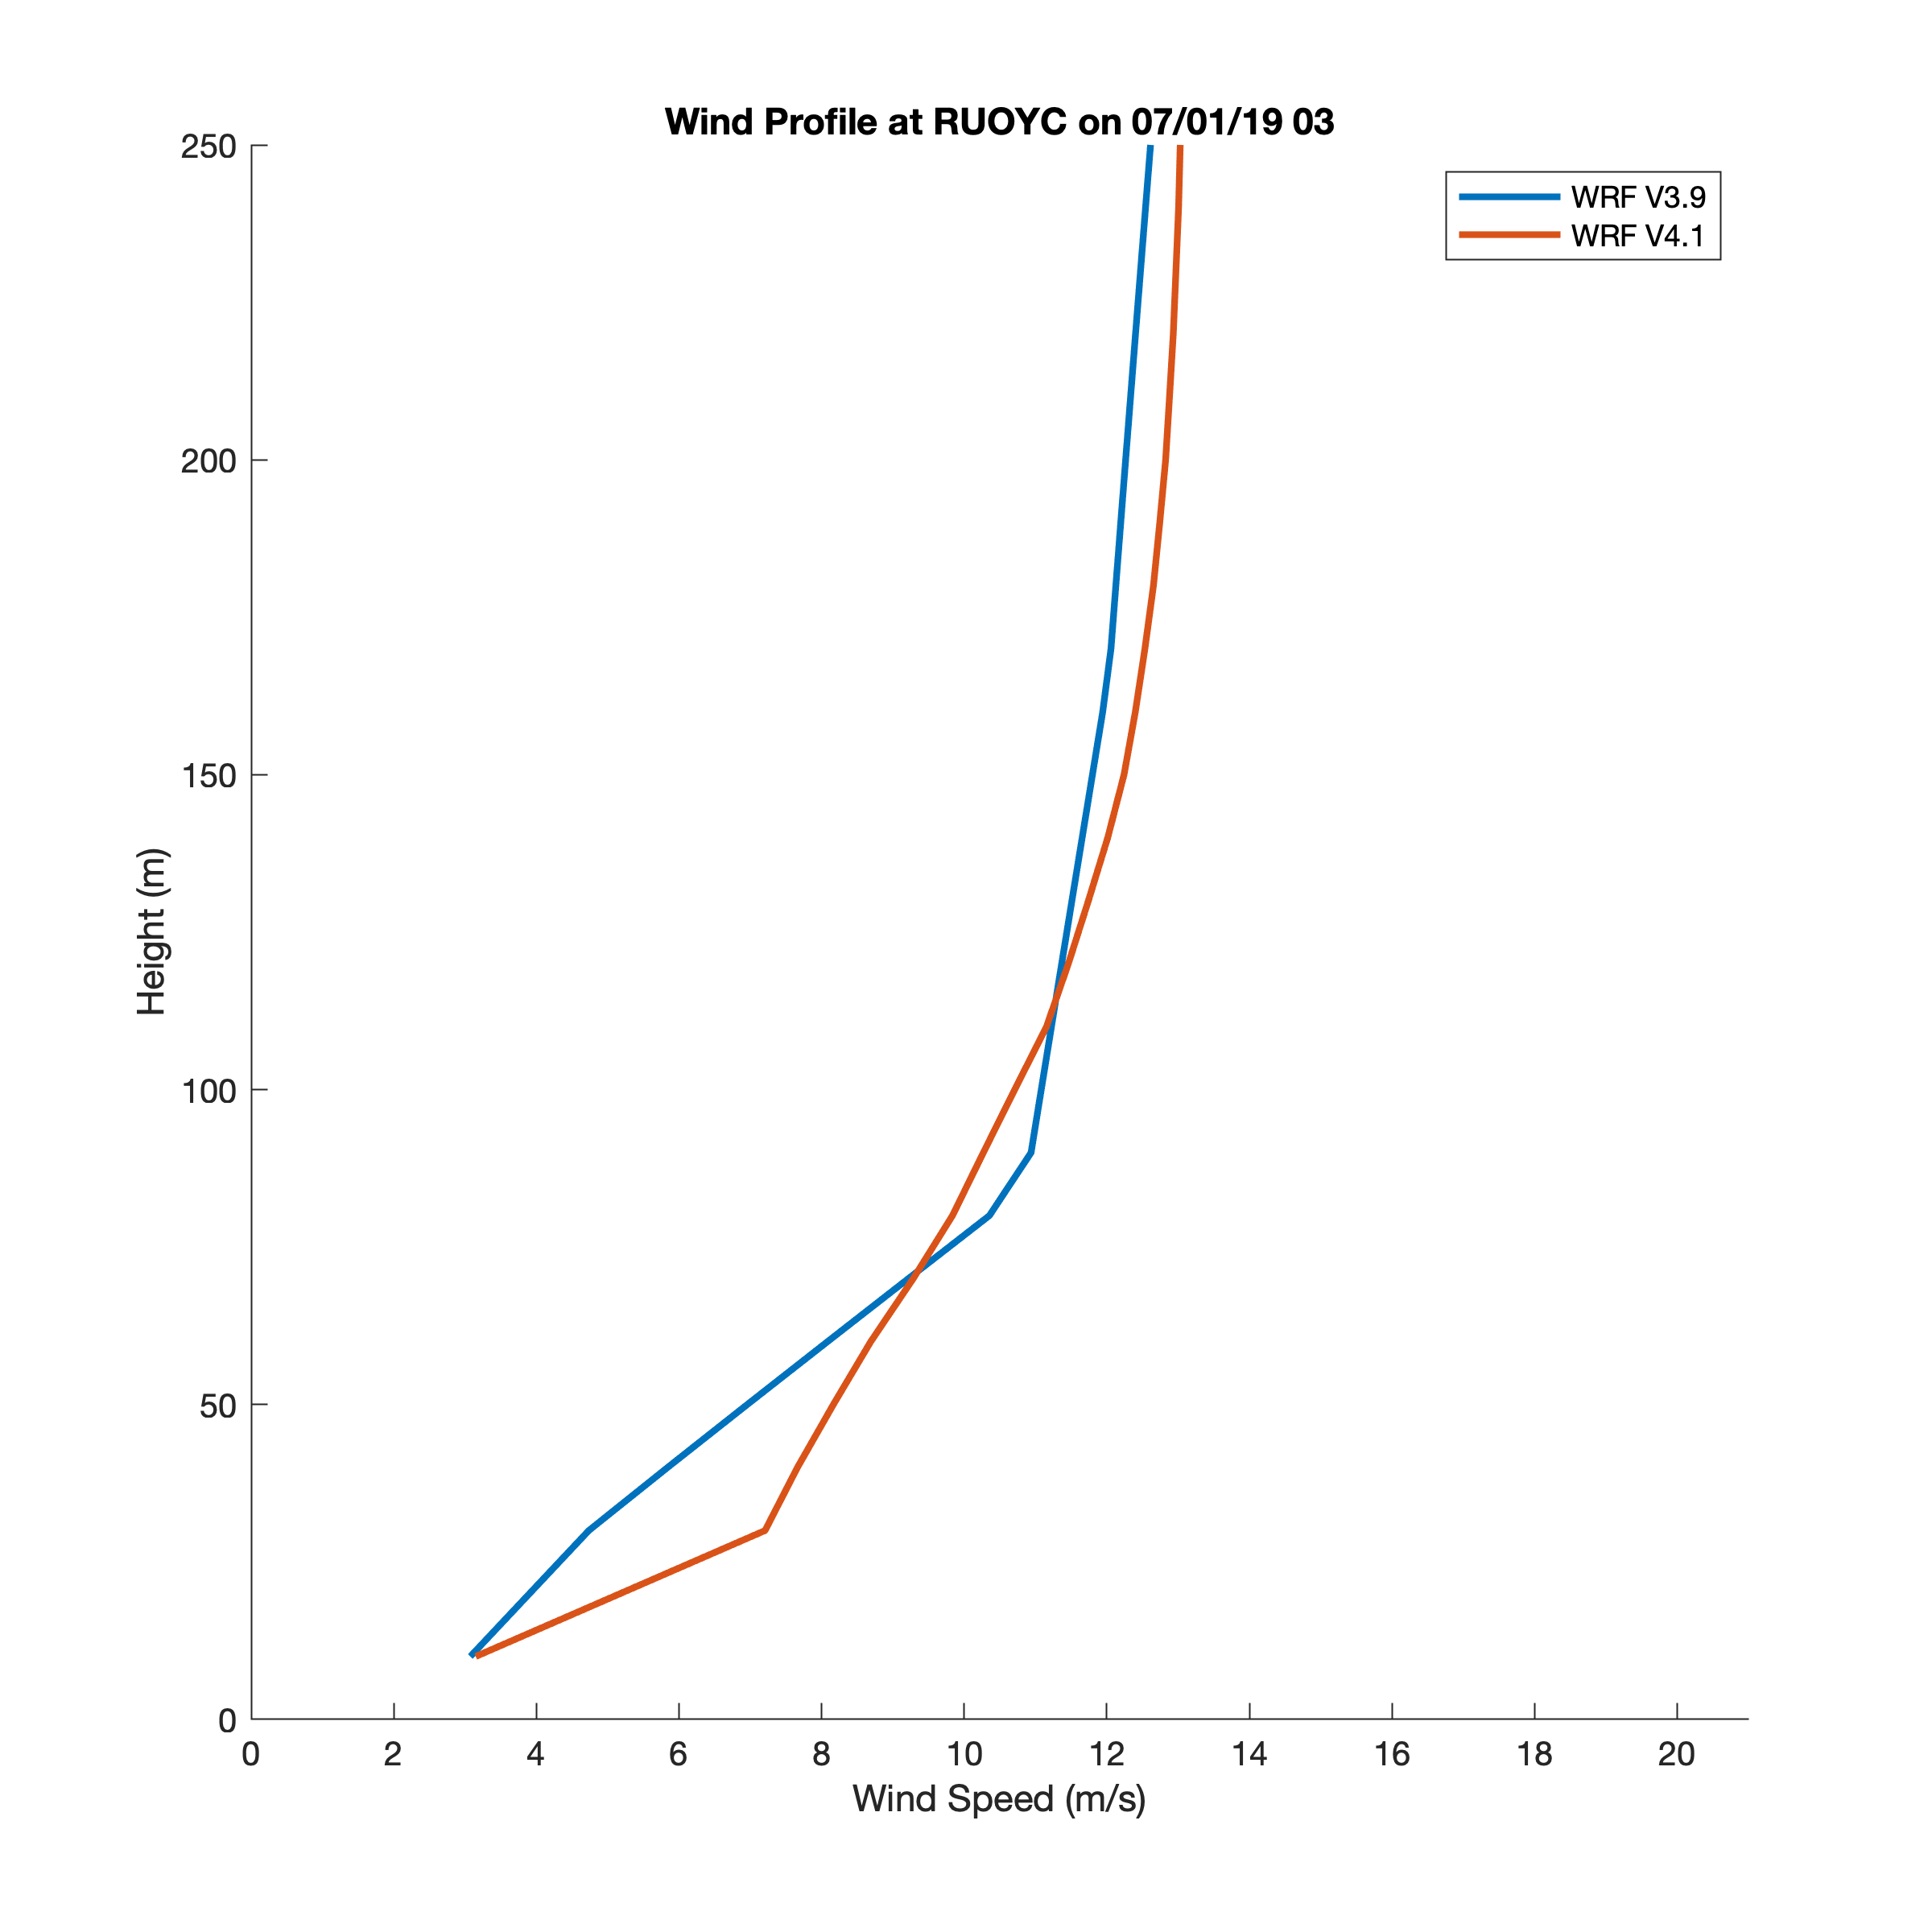 Wind Profile at RUOYC on 07/01/19 03
WRF V3.9
WRF V4.1
250
200
150
100
50
0
Height (m)
0 2 4 6 8 10 12 14 16 18 20
Wind Speed (m/s)